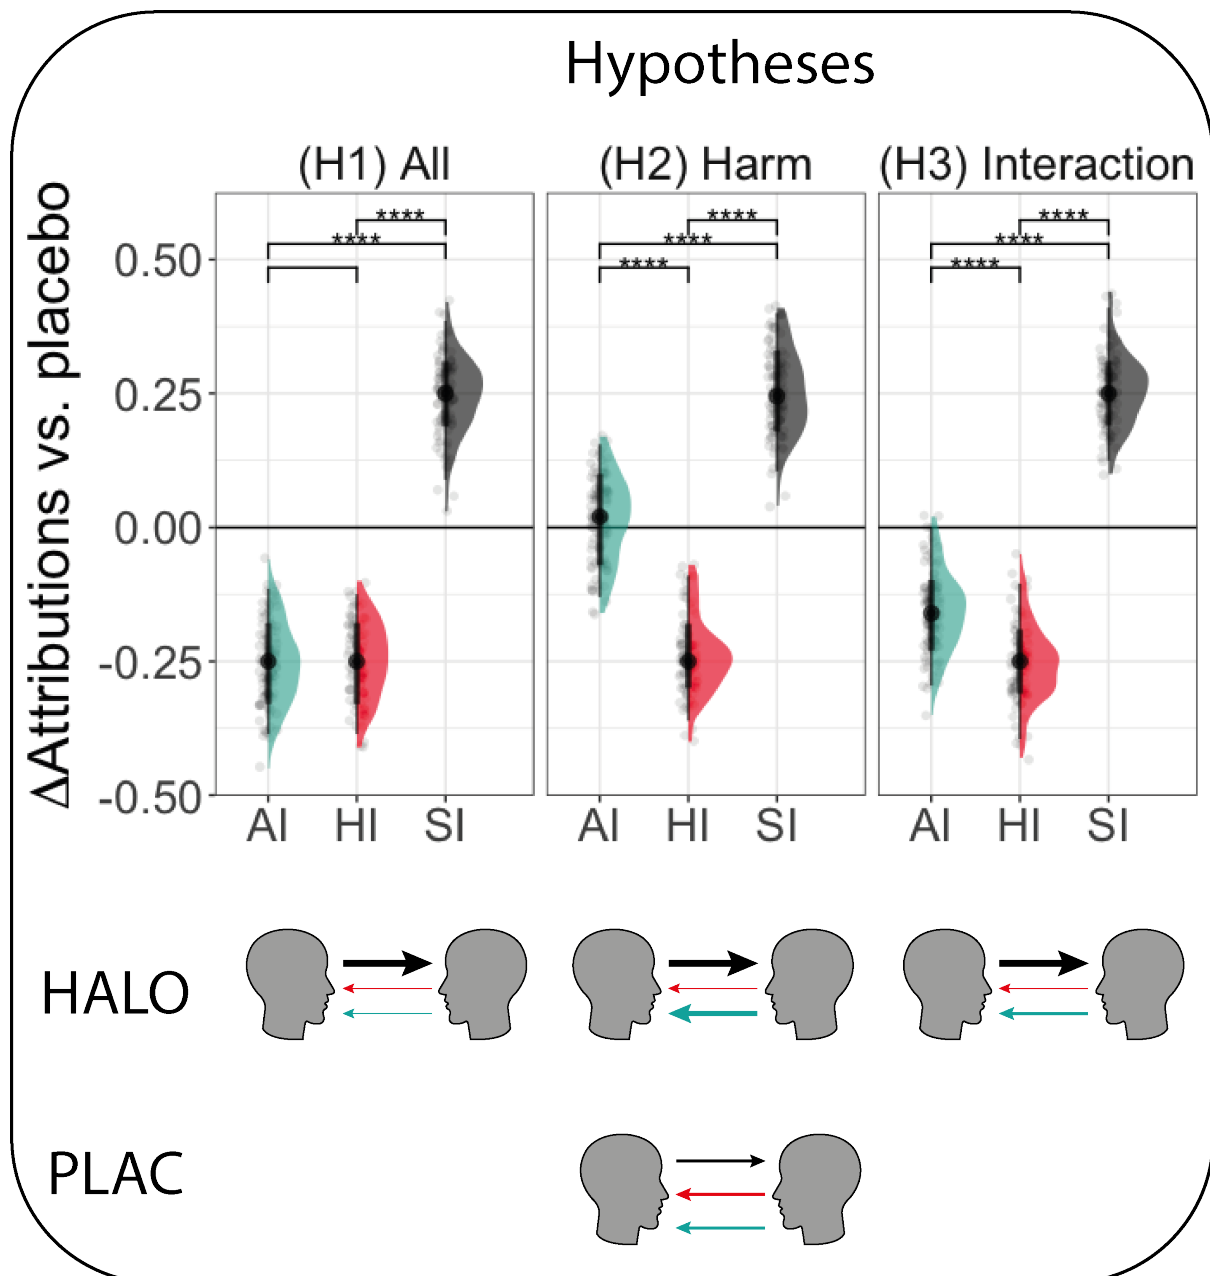 Hypotheses
(H1) All
(H2) Harm
(H3) Interaction
ΔAttributions vs. placebo
0.50
0.25
0.00
-0.25
-0.50
****
****
****
****
****
****
****
****
AI HI SI
AI HI SI
AI HI SI
HALO
PLAC